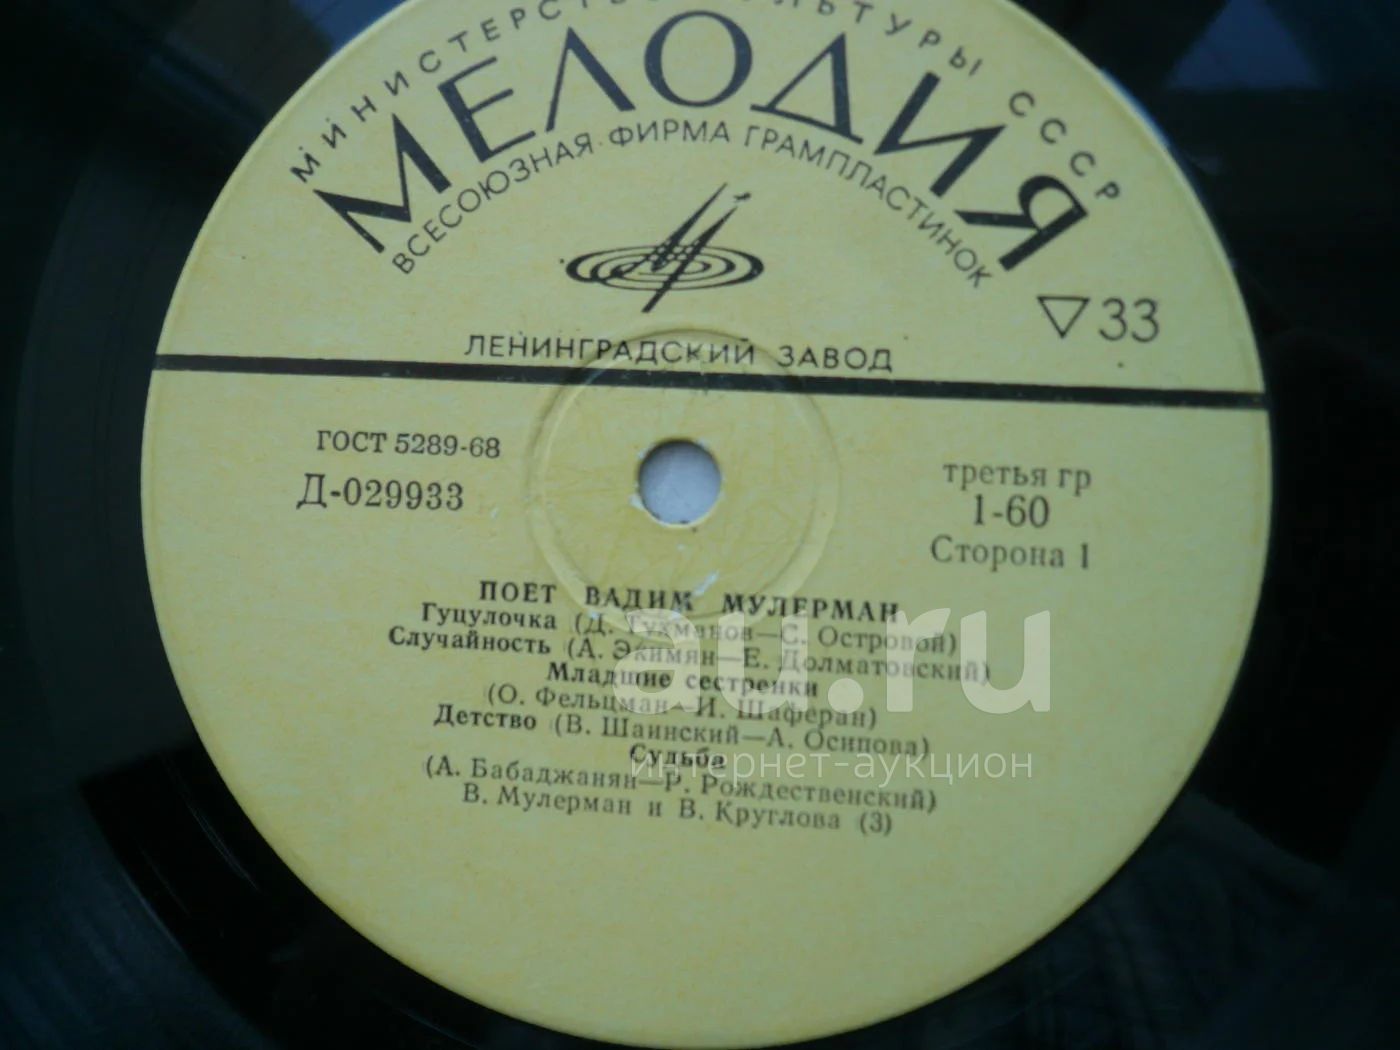 МИНИСТЕРСТВО КУЛЬТУРЫ СССР
МЕЛОДИЯ
ВСЕСОЮЗНАЯ ФИРМА ГРАМПЛАСТИНОК
33
ЛЕНИНГРАДСКИЙ ЗАВОД
ГОСТ 5289-68
Д-029933
третья гр
1-60
Сторона 1
ПОЕТ ВАДИМ МУЛЕРМАН
Гуцулочка (Д. Тухманов—С. Островой)
Случайность (А. Экимян—Е. Долматовский)
Младшие сестренки
(О. Фельцман—И. Шаферан)
Детство (В. Шаинский—А. Осипова)
Судьба
(А. Бабаджанян—Р. Рождественский)
В. Мулерман и В. Круглова (3)
au.ru
интернет-аукцион